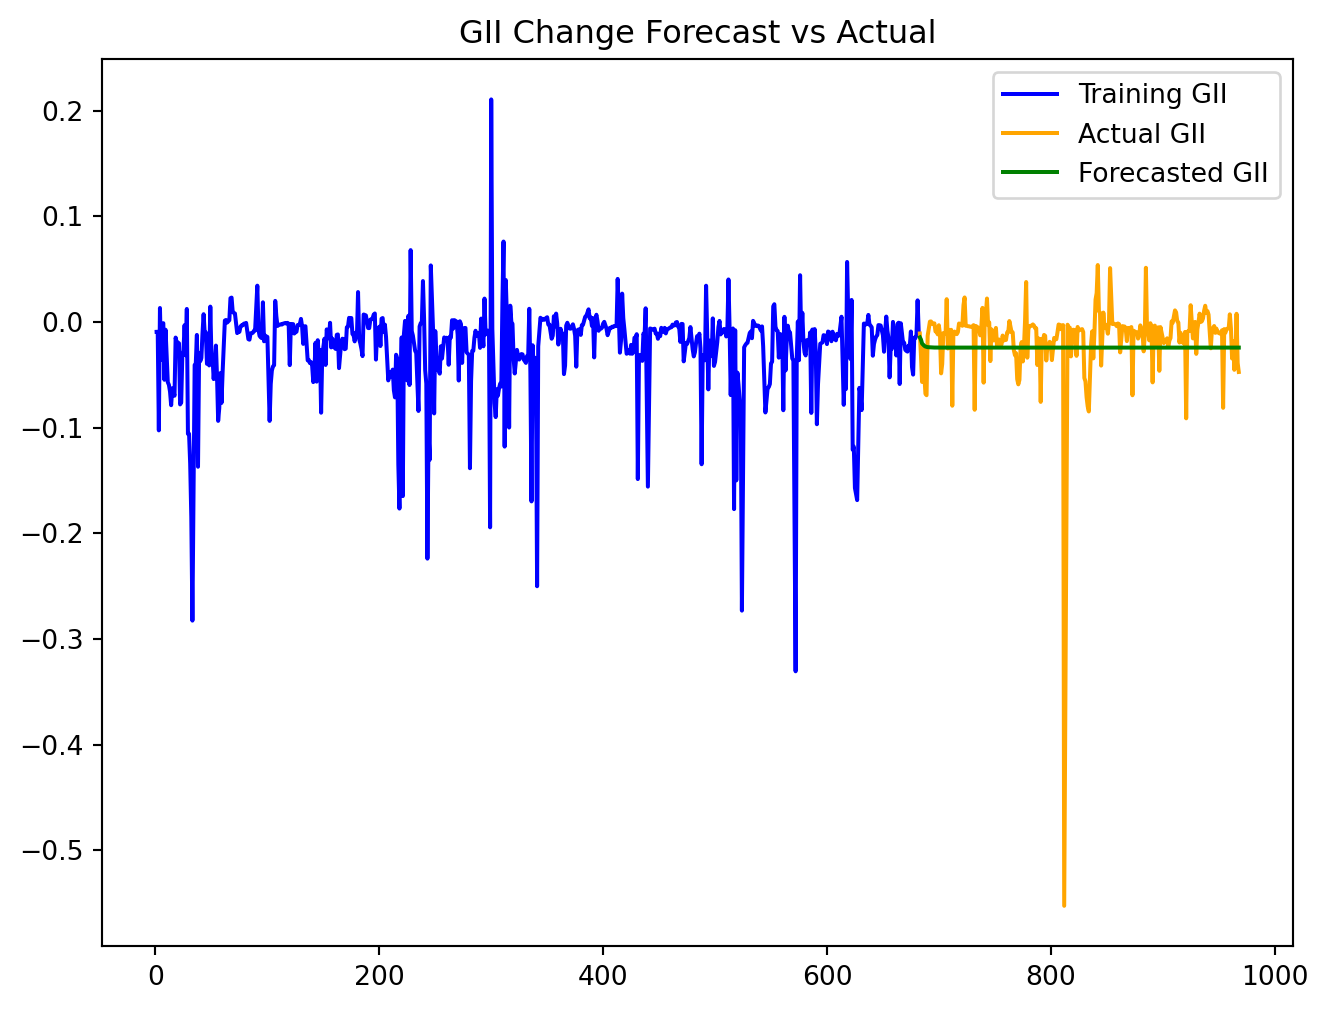 GII Change Forecast vs Actual
Training GII
Actual GII
Forecasted GII
0.2
0.1
0.0
−0.1
−0.2
−0.3
−0.4
−0.5
0 200 400 600 800 1000